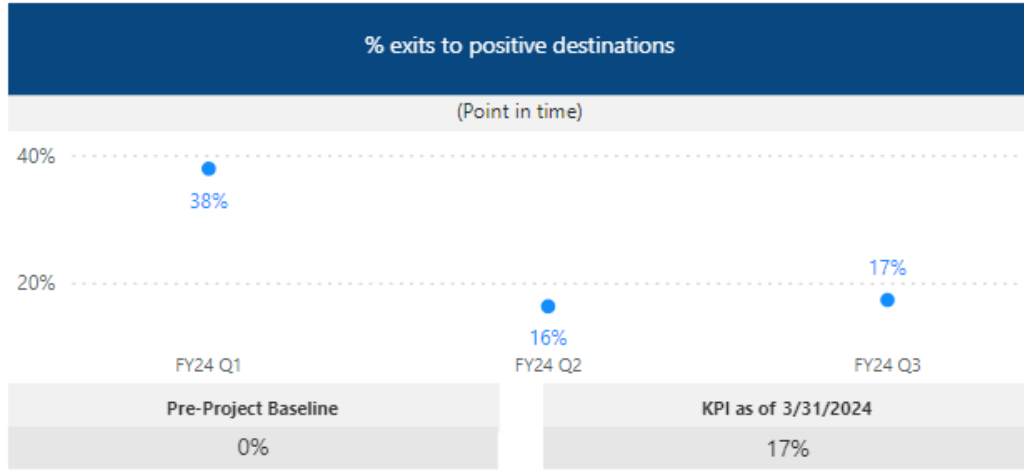 % exits to positive destinations
(Point in time)
40%
38%
20%
17%
16%
FY24 Q1 FY24 Q2 FY24 Q3
Pre-Project Baseline KPI as of 3/31/2024
0% 17%